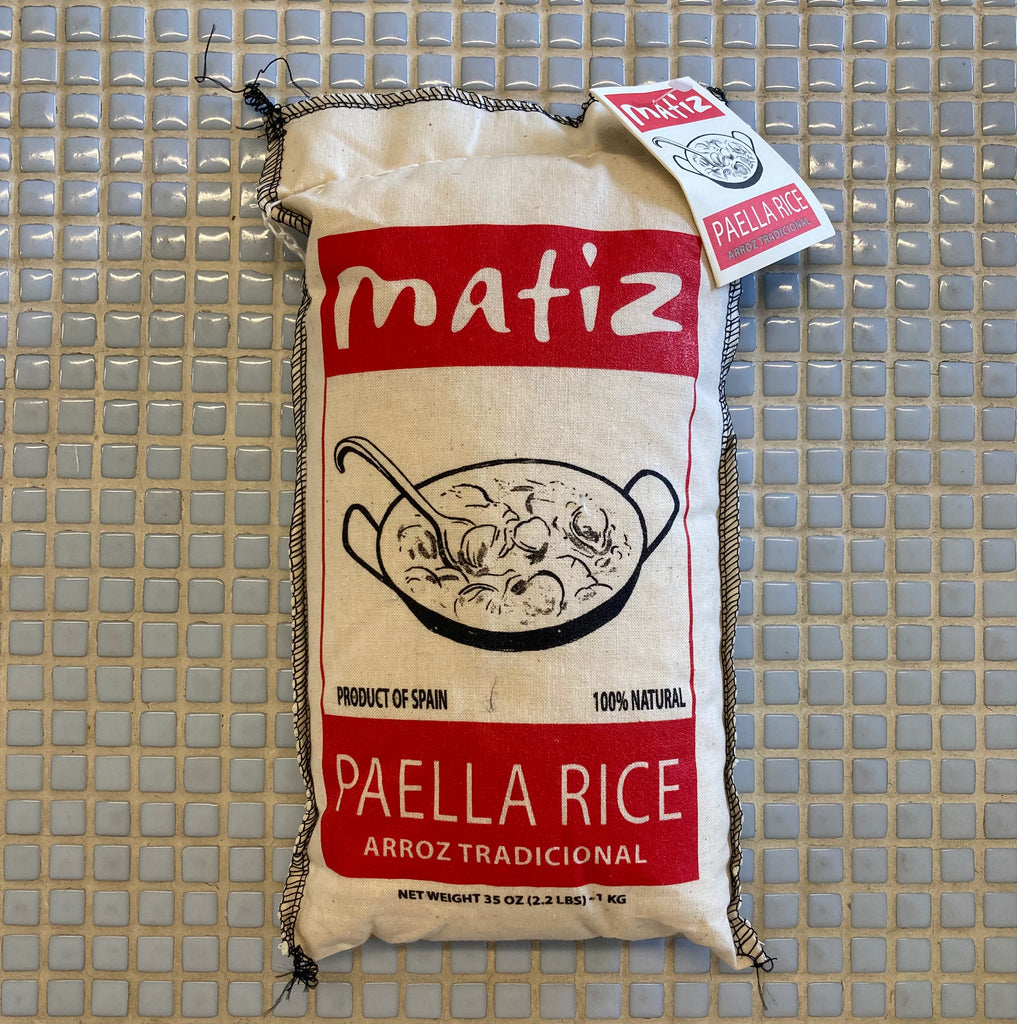 matiz
PAELLA RICE
ARROZ TRADICIONAL
matiz
PRODUCT OF SPAIN
100% NATURAL
PAELLA RICE
ARROZ TRADICIONAL
NET WEIGHT 35 OZ (2.2 LBS) ~1 KG